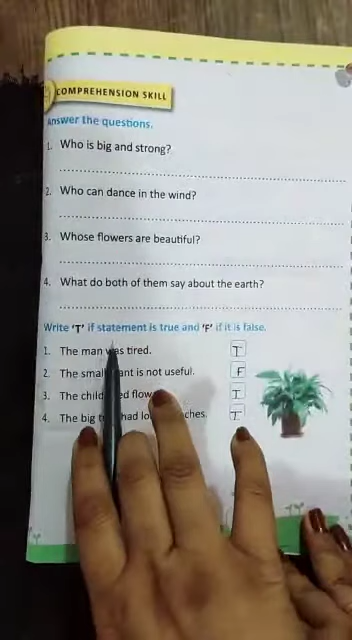 COMPREHENSION SKILL
Answer the questions.
1. Who is big and strong?
2. Who can dance in the wind?
3. Whose flowers are beautiful?
4. What do both of them say about the earth?
Write 'T' if statement is true and 'F' if it is false.
1. The man was tired. T
2. The small is not useful. F
3. The T
4. The big had T